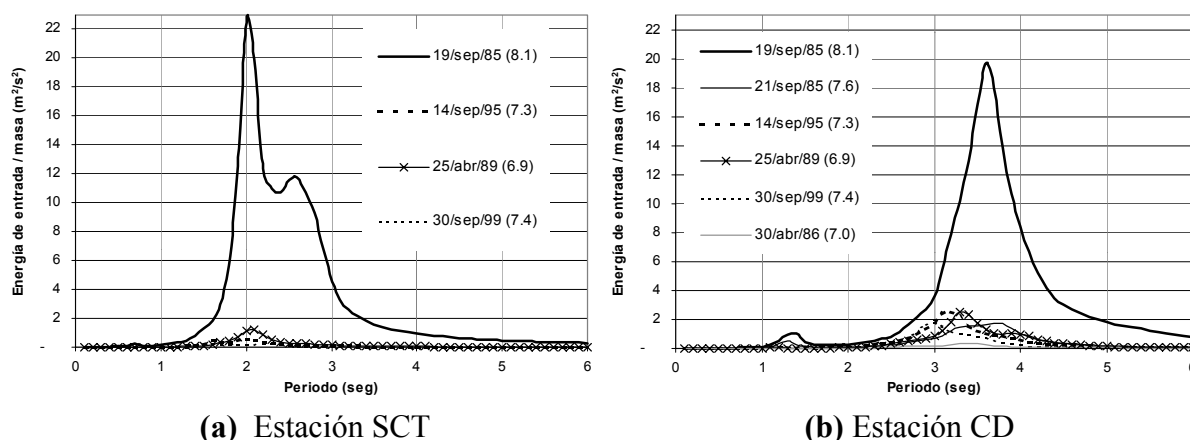 Energía de entrada / masa (m²/s²)
22
20
18
16
14
12
10
8
6
4
2
-
0 1 2 3 4 5 6
Periodo (seg)
19/sep/85 (8.1)
14/sep/95 (7.3)
25/abr/89 (6.9)
30/sep/99 (7.4)
(a) Estación SCT
Energía de entrada / masa (m²/s²)
22
20
18
16
14
12
10
8
6
4
2
-
0 1 2 3 4 5 6
Periodo (seg)
19/sep/85 (8.1)
21/sep/85 (7.6)
14/sep/95 (7.3)
25/abr/89 (6.9)
30/sep/99 (7.4)
30/abr/86 (7.0)
(b) Estación CD